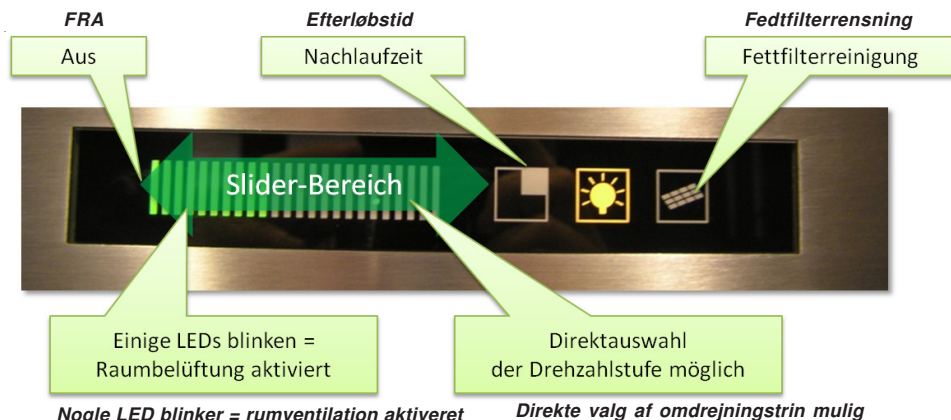 FRA
Efterløbstid
Fedtfilterrensning
Aus
Nachlaufzeit
Fettfilterreinigung
Slider-Bereich
Einige LEDs blinken =
Raumbelüftung aktiviert
Direktauswahl
der Drehzahlstufe möglich
Nogle LED blinker = rumventilation aktiveret
Direkte valg af omdrejningstrin mulig